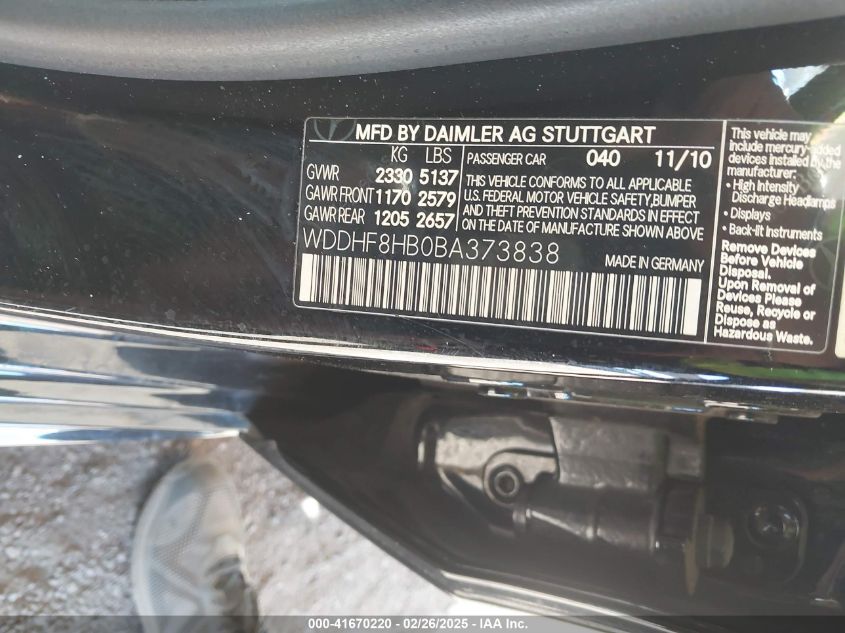 MFD BY DAIMLER AG STUTTGART
KG LBS
GVWR 2330 5137
GAWR FRONT 1170 2579
GAWR REAR 1205 2657
PASSENGER CAR 040 11/10
THIS VEHICLE CONFORMS TO ALL APPLICABLE
U.S. FEDERAL MOTOR VEHICLE SAFETY,BUMPER
AND THEFT PREVENTION STANDARDS IN EFFECT
ON THE DATE OF MANUFACTURE SHOWN ABOVE
WDDHF8HB0BA373838
MADE IN GERMANY
This vehicle may
include mercury-added
devices installed by the
manufacturer:
• High Intensity
Discharge Headlamps
• Displays
• Back-lit Instruments
Remove Devices
Before Vehicle
Disposal.
Upon Removal of
Devices Please
Reuse, Recycle or
Dispose as
Hazardous Waste.
000-41670220 - 02/26/2025 - IAA Inc.